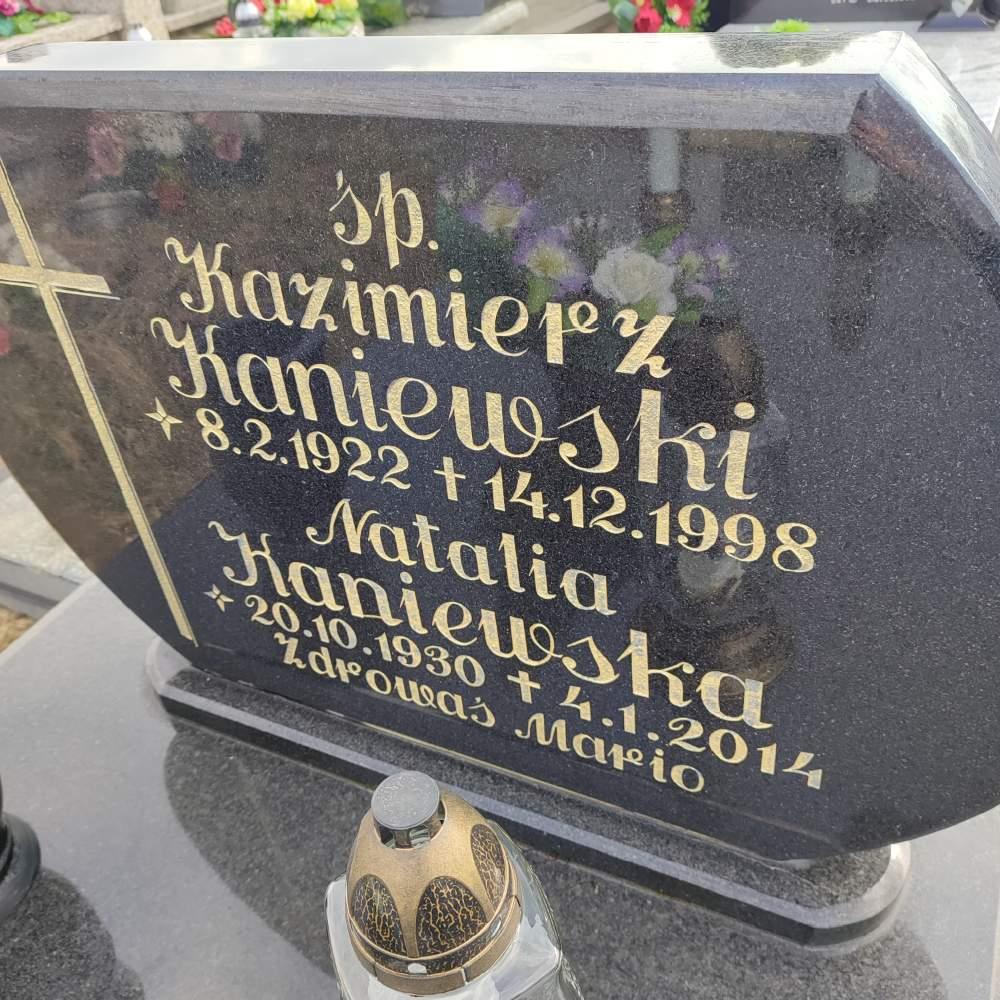 śp.
Kazimierz
Kaniewski
8.2.1922 + 14.12.1998
Natalia
Kaniewska
20.10.1930 + 4.1.2014
Zdrowaś Mario